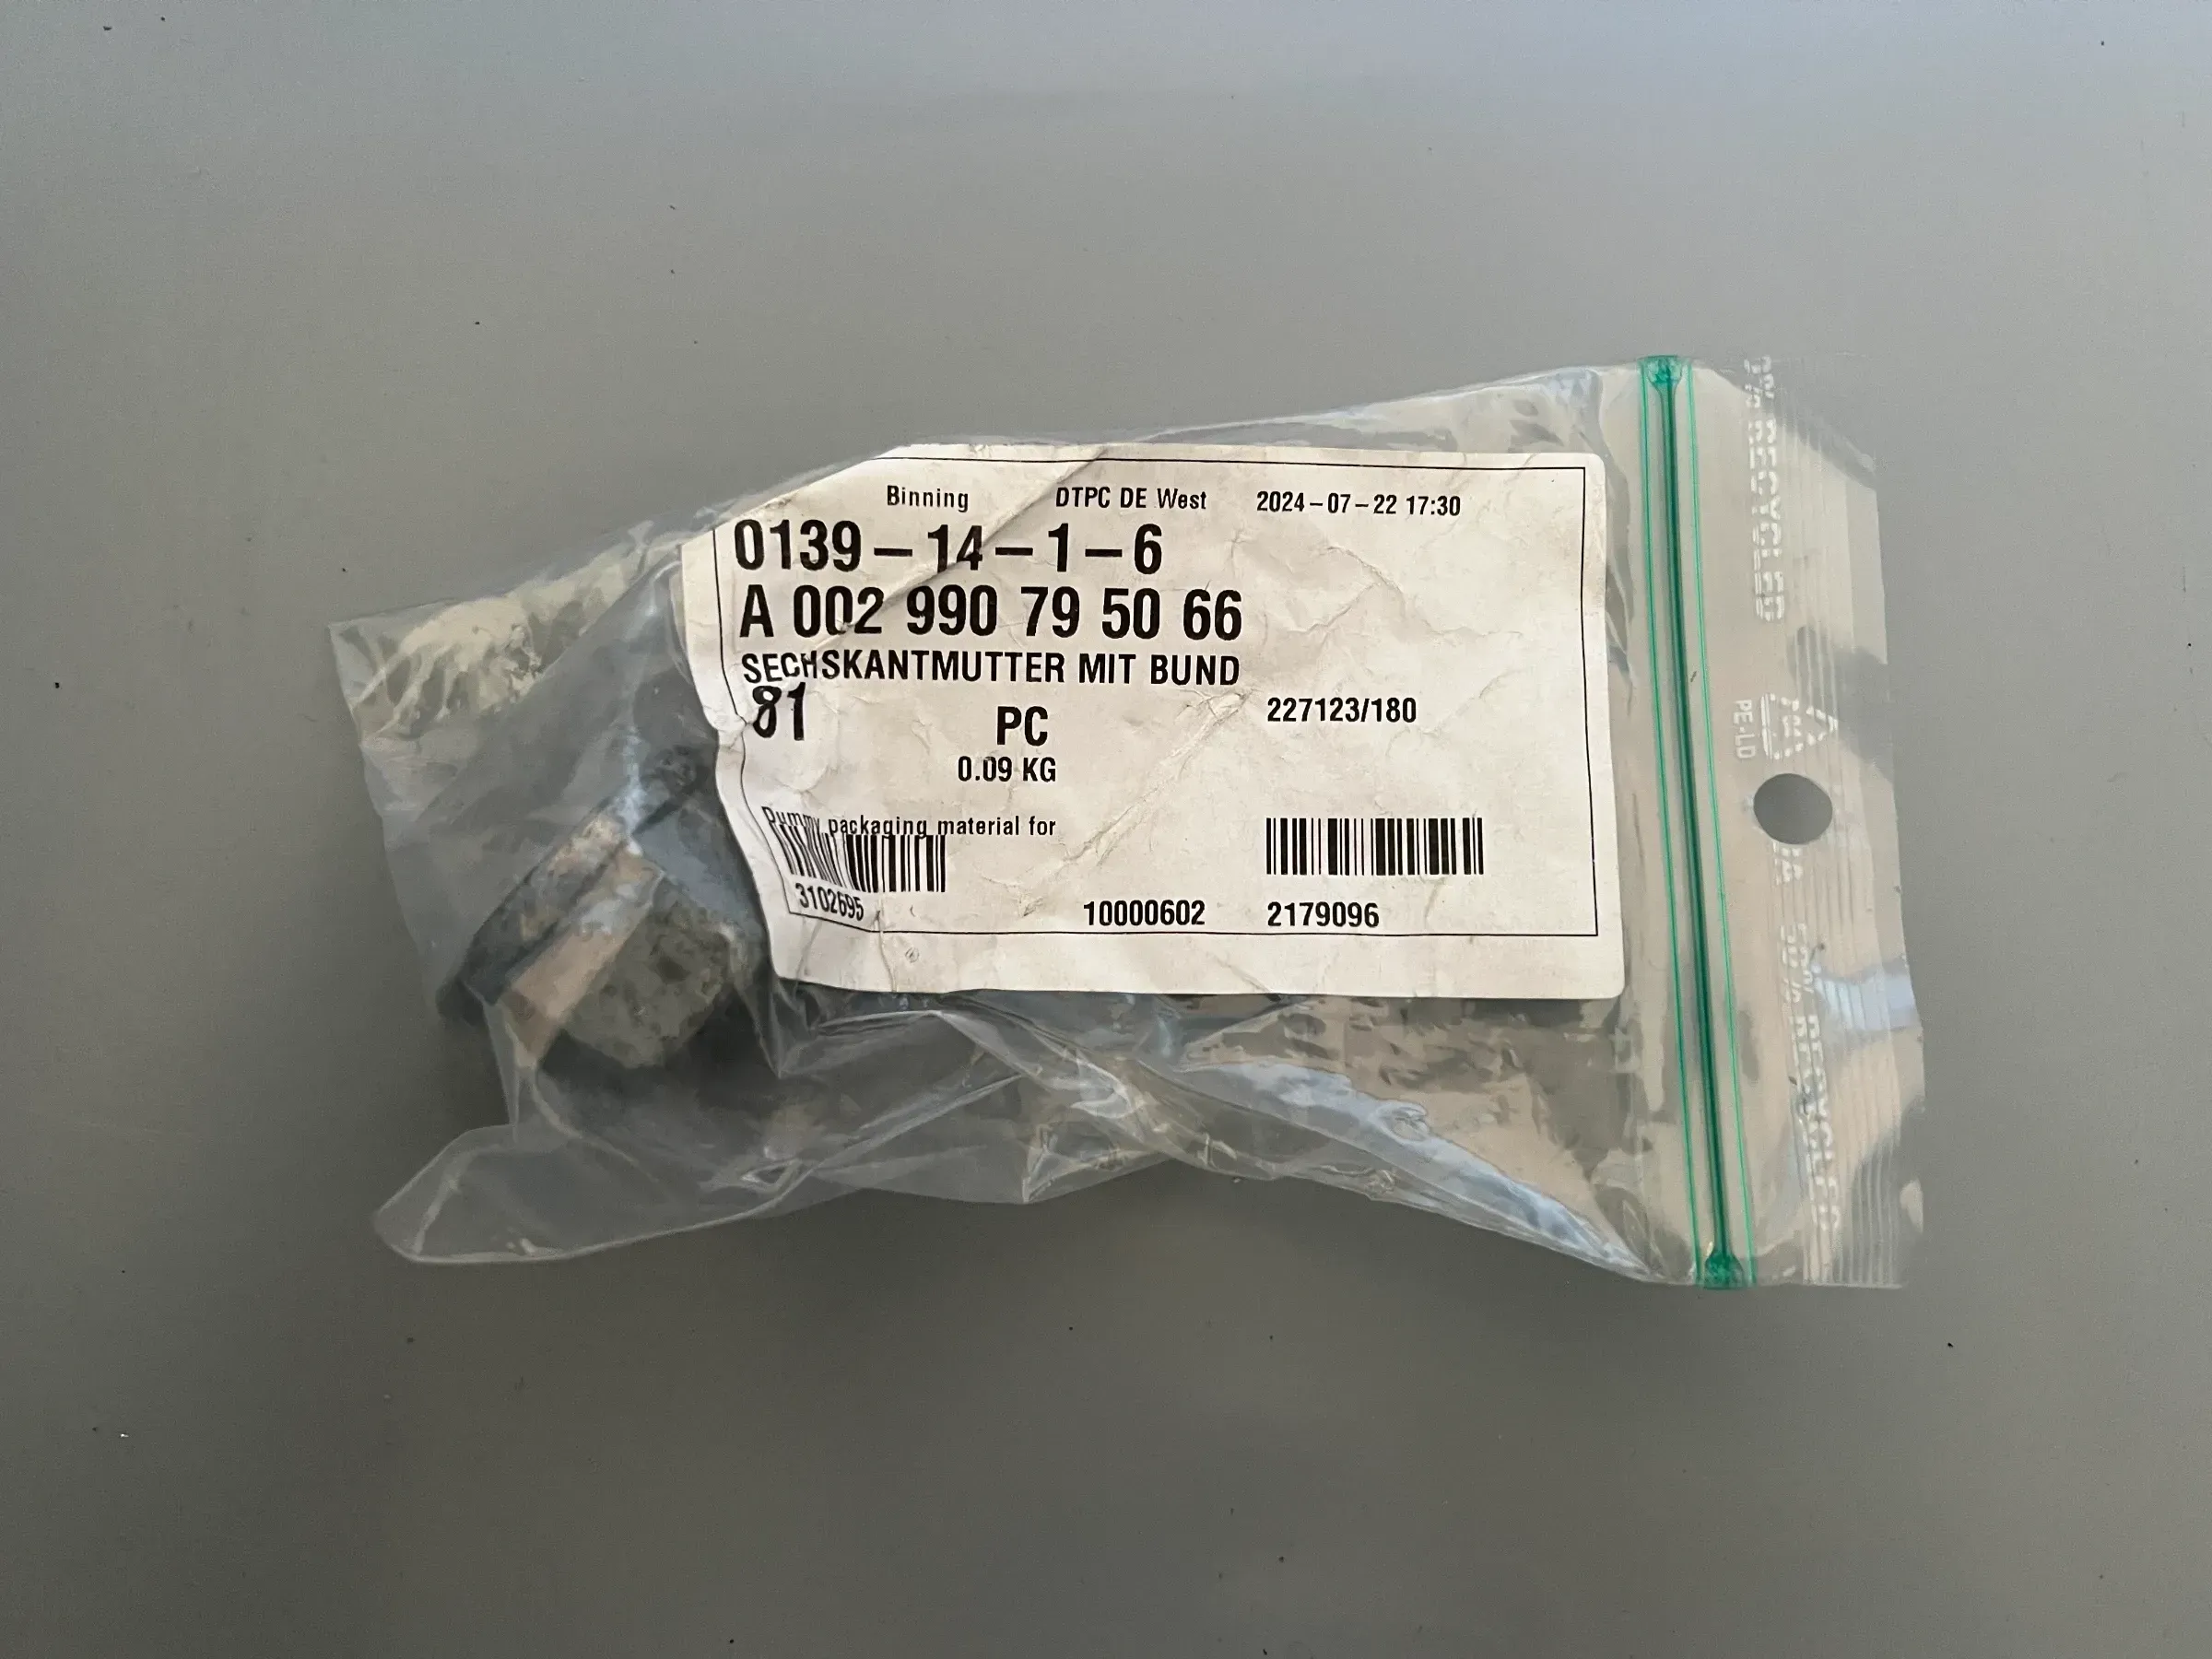 Binning DTPC DE West 2024-07-22 17:30
0139-14-1-6
A 002 990 79 50 66
SECHSKANTMUTTER MIT BUND
81 PC 227123/180
0.09 KG
Dummy packaging material for
3102695 10000602 2179096
RECYCLED
PE-LD
50% RECYCLED